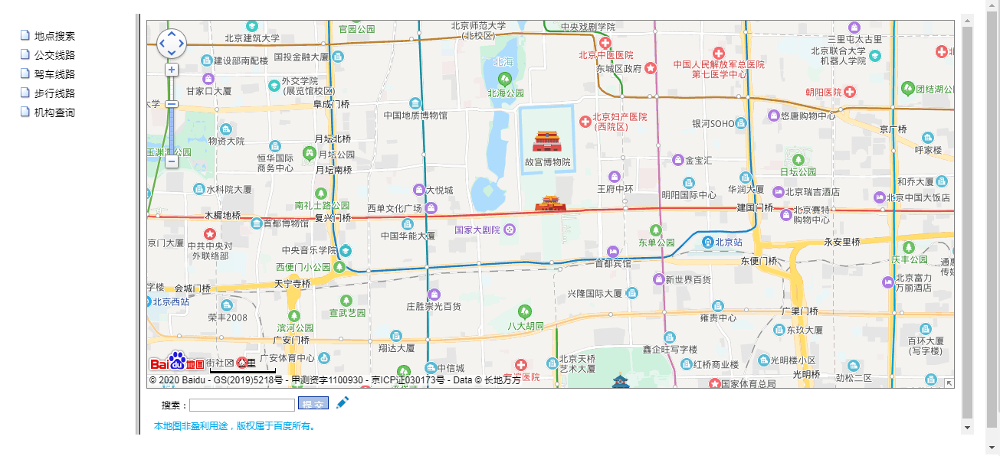 地点搜索
公交线路
驾车线路
步行线路
机构查询
官园公园
北京建筑大学
北京师范大学
(北校区)
中央戏剧学院
三里屯太古里
建设部南配楼
国投金融大厦
北海
北京中医医院
东城区政府
中国人民解放军总医院
第七医学中心
北京联合大学
机器人学院
甘家口大厦
外交学院
(展览馆校区)
北海公园
朝阳医院
团结湖公
大学
阜成门桥
中国地质博物馆
北京妇产医院
(西院区)
银河SOHO
悠唐购物中心
京广桥
物资大院
月坛北桥
玉渊潭公园
恒华国际
商务中心
月坛公园
月坛南桥
故宫博物院
金宝汇
日坛公园
呼家楼
水科院大厦
大悦城
王府中环
明阳国际中心
华润大厦
北京瑞吉酒店
和乔大厦
北京中国大饭店
南礼士路公园
西单文化广场
建国门桥
北京赛特
购物中心
木樨地桥
复兴门桥
首都博物馆
国家大剧院
中国华能大厦
京门大厦
中共中央对
外联络部
中央音乐学院
东单公园
北京站
永安里桥
西便门小公园
首都宾馆
东便门桥
庆丰公园
通惠
传媒
字楼
会城门桥
天宁寺桥
新世界百货
北京富力
万丽酒店
北京西站
兴隆国际大厦
荣丰2008
宣武艺园
庄胜崇光百货
雍贵中心
广渠门桥
滨河公园
八大胡同
东玖大厦
广安门桥
翔达大厦
鑫企旺写字楼
百环大厦
(写字楼)
Bai du 地图
街社区
公里
广安体育中心
中信城
北京天桥
艺术大厦
红桥商业楼
光明楼小区
光明桥
劲松二区
国家体育总局
© 2020 Baidu - GS(2019)5218号 - 甲测资字1100930 - 京ICP证030173号 - Data © 长地万方
医院
搜索：
提交
本地图非盈利用途，版权属于百度所有。